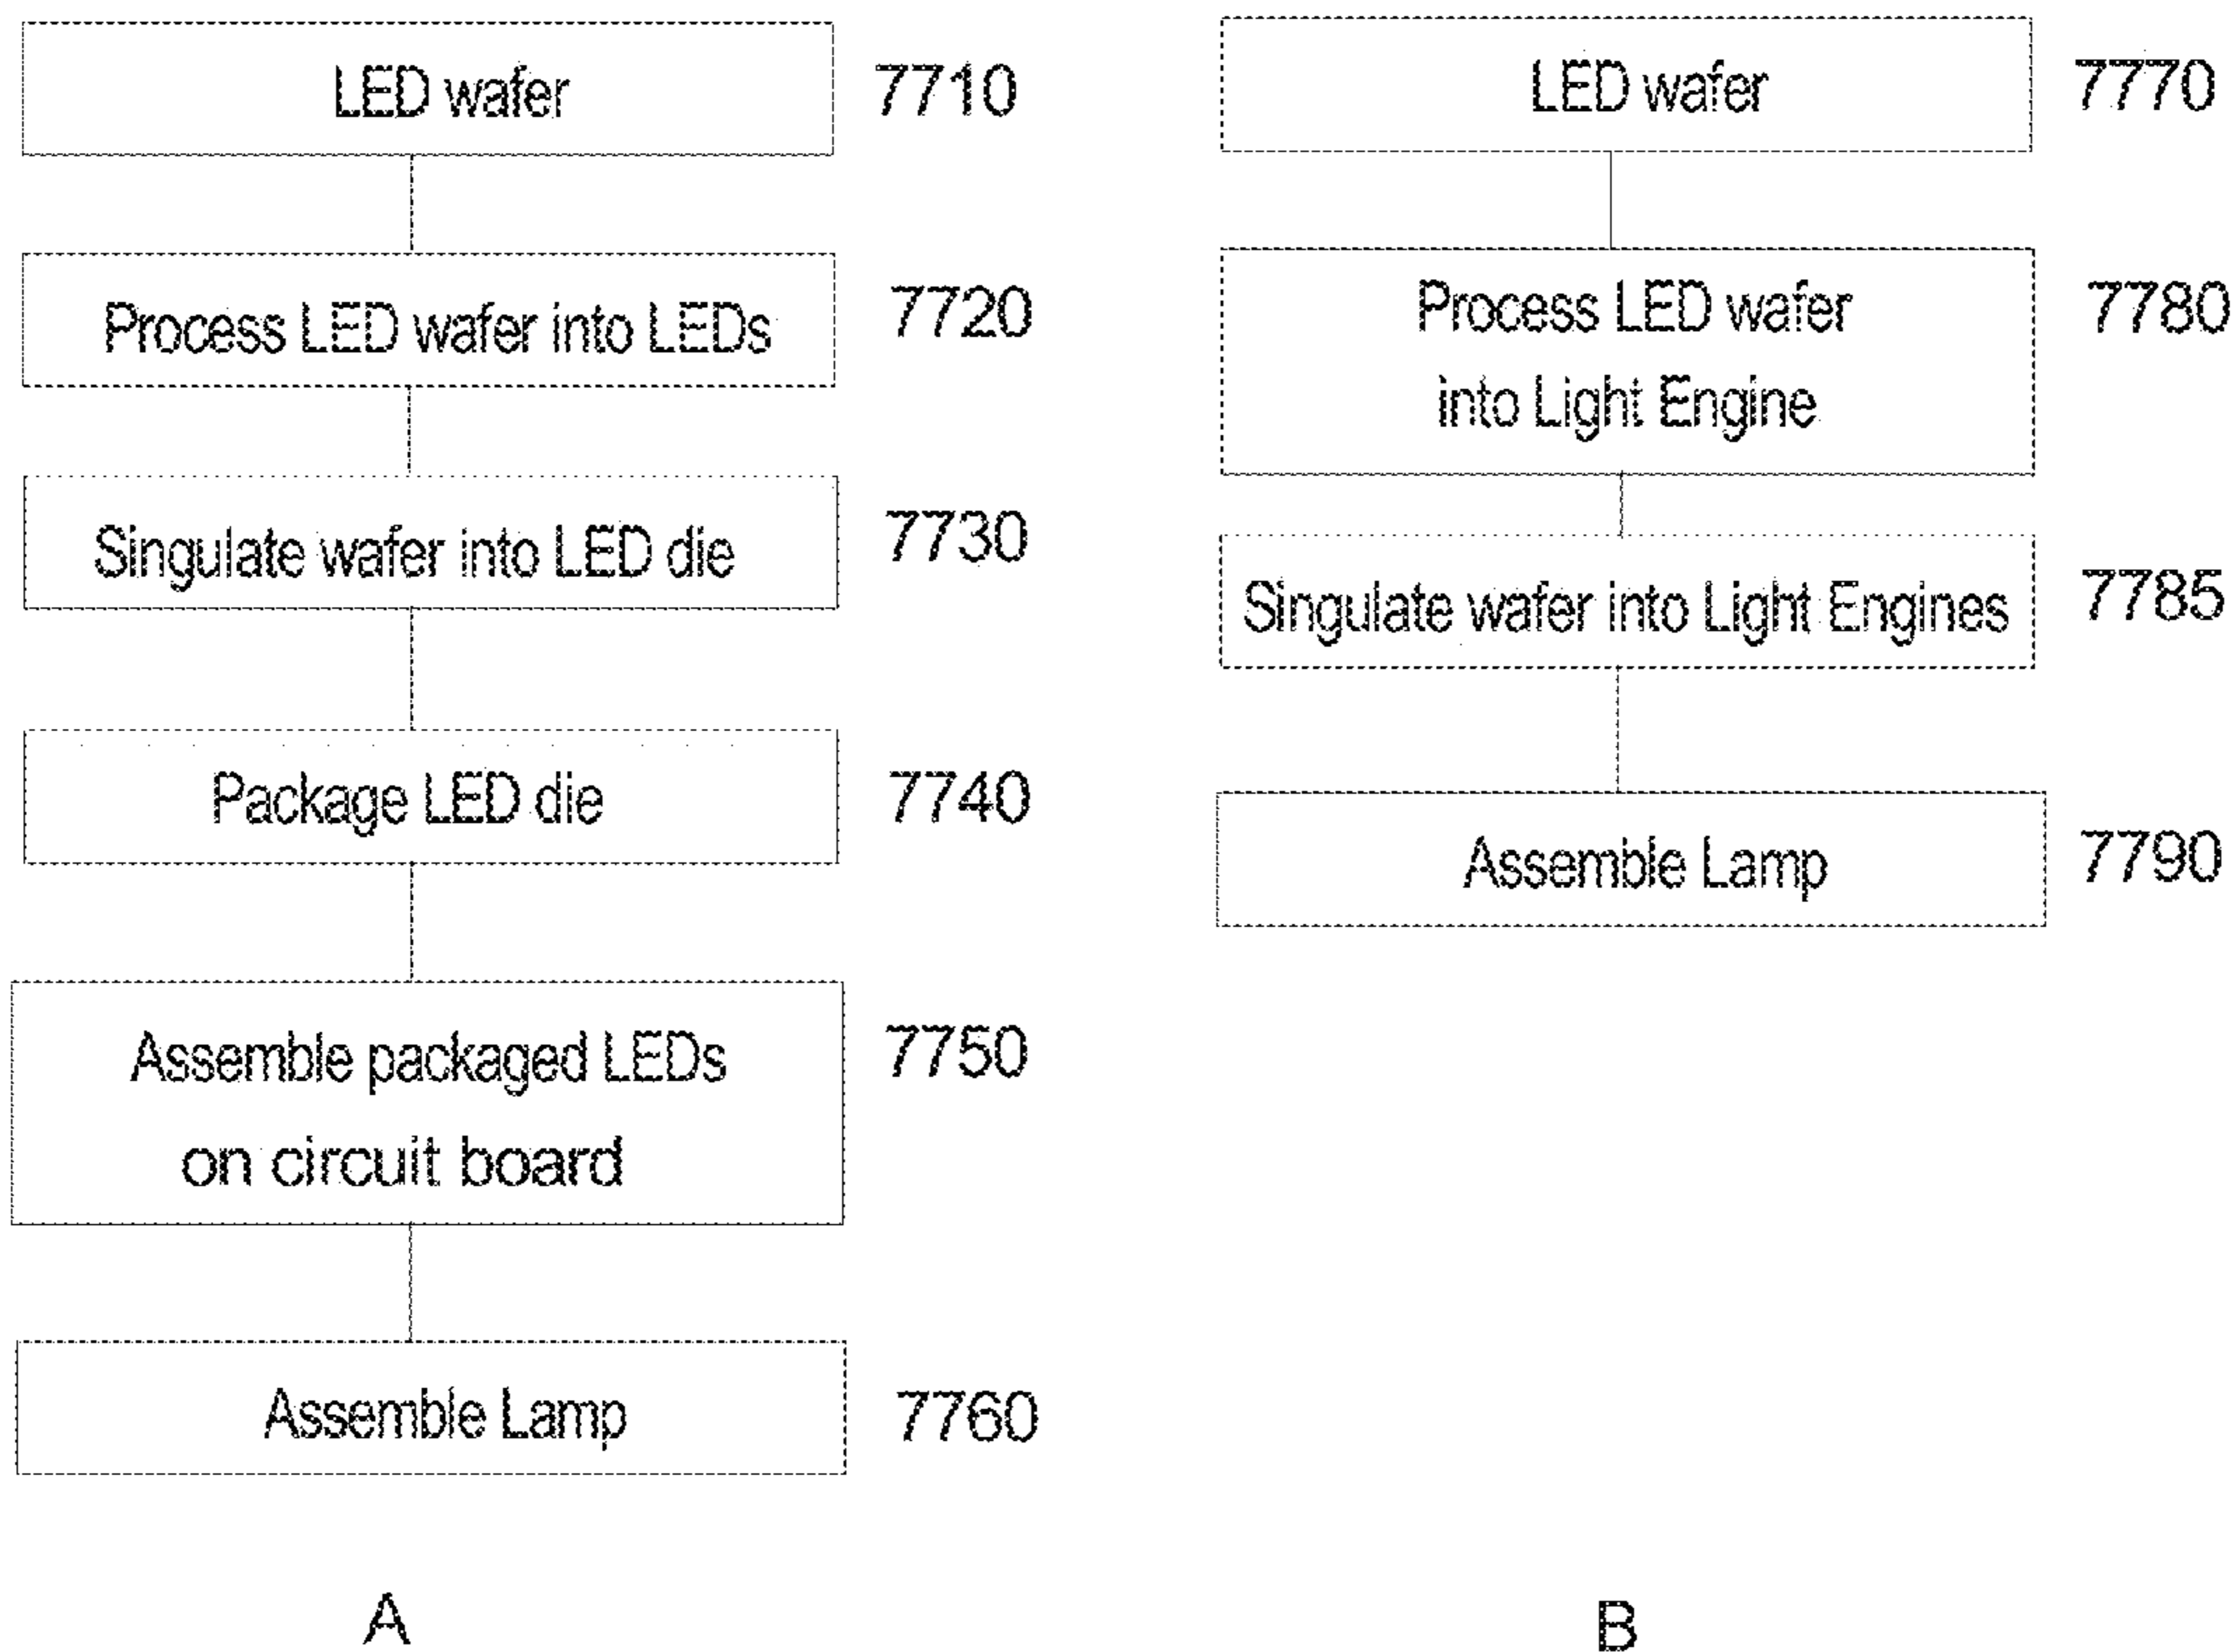 LED wafer
7710
Process LED wafer into LEDs
7720
Singulate wafer into LED die
7730
Package LED die
7740
Assemble packaged LEDs
on circuit board
7750
Assemble Lamp
7760
A
LED wafer
7770
Process LED wafer
into Light Engine
7780
Singulate wafer into Light Engines
7785
Assemble Lamp
7790
B